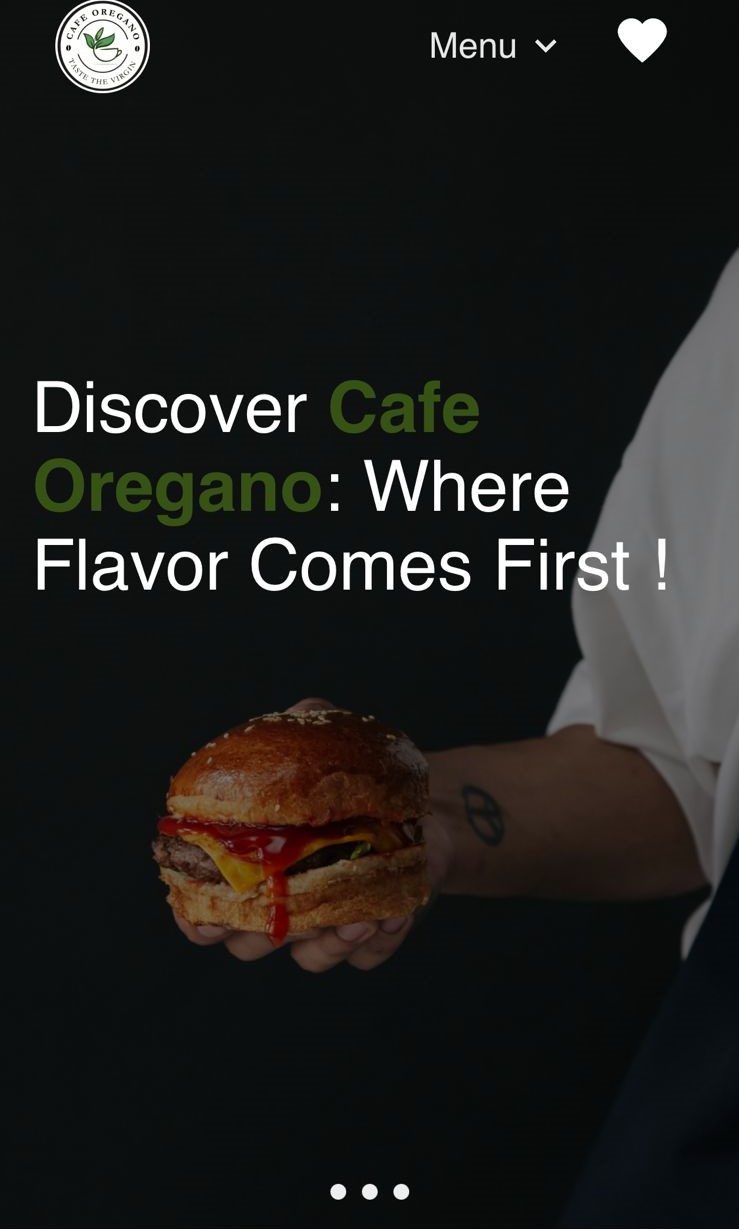 CAFE OREGANO
TASTE THE VIRGIN
Menu
Discover Cafe
Oregano: Where
Flavor Comes First !